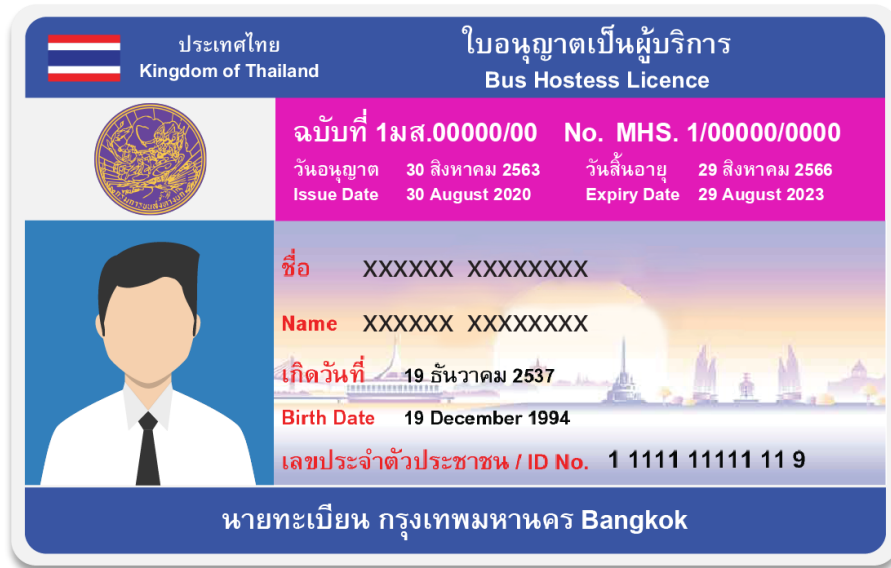 ประเทศไทย
Kingdom of Thailand
ใบอนุญาตเป็นผู้บริการ
Bus Hostess Licence
ฉบับที่ 1มส.00000/00 No. MHS. 1/00000/0000
วันอนุญาต 30 สิงหาคม 2563 วันสิ้นอายุ 29 สิงหาคม 2566
Issue Date 30 August 2020 Expiry Date 29 August 2023
ชื่อ XXXXXX XXXXXXXX
Name XXXXXX XXXXXXXX
เกิดวันที่ 19 ธันวาคม 2537
Birth Date 19 December 1994
เลขประจำตัวประชาชน / ID No. 1 1111 11111 11 9
นายทะเบียน กรุงเทพมหานคร Bangkok